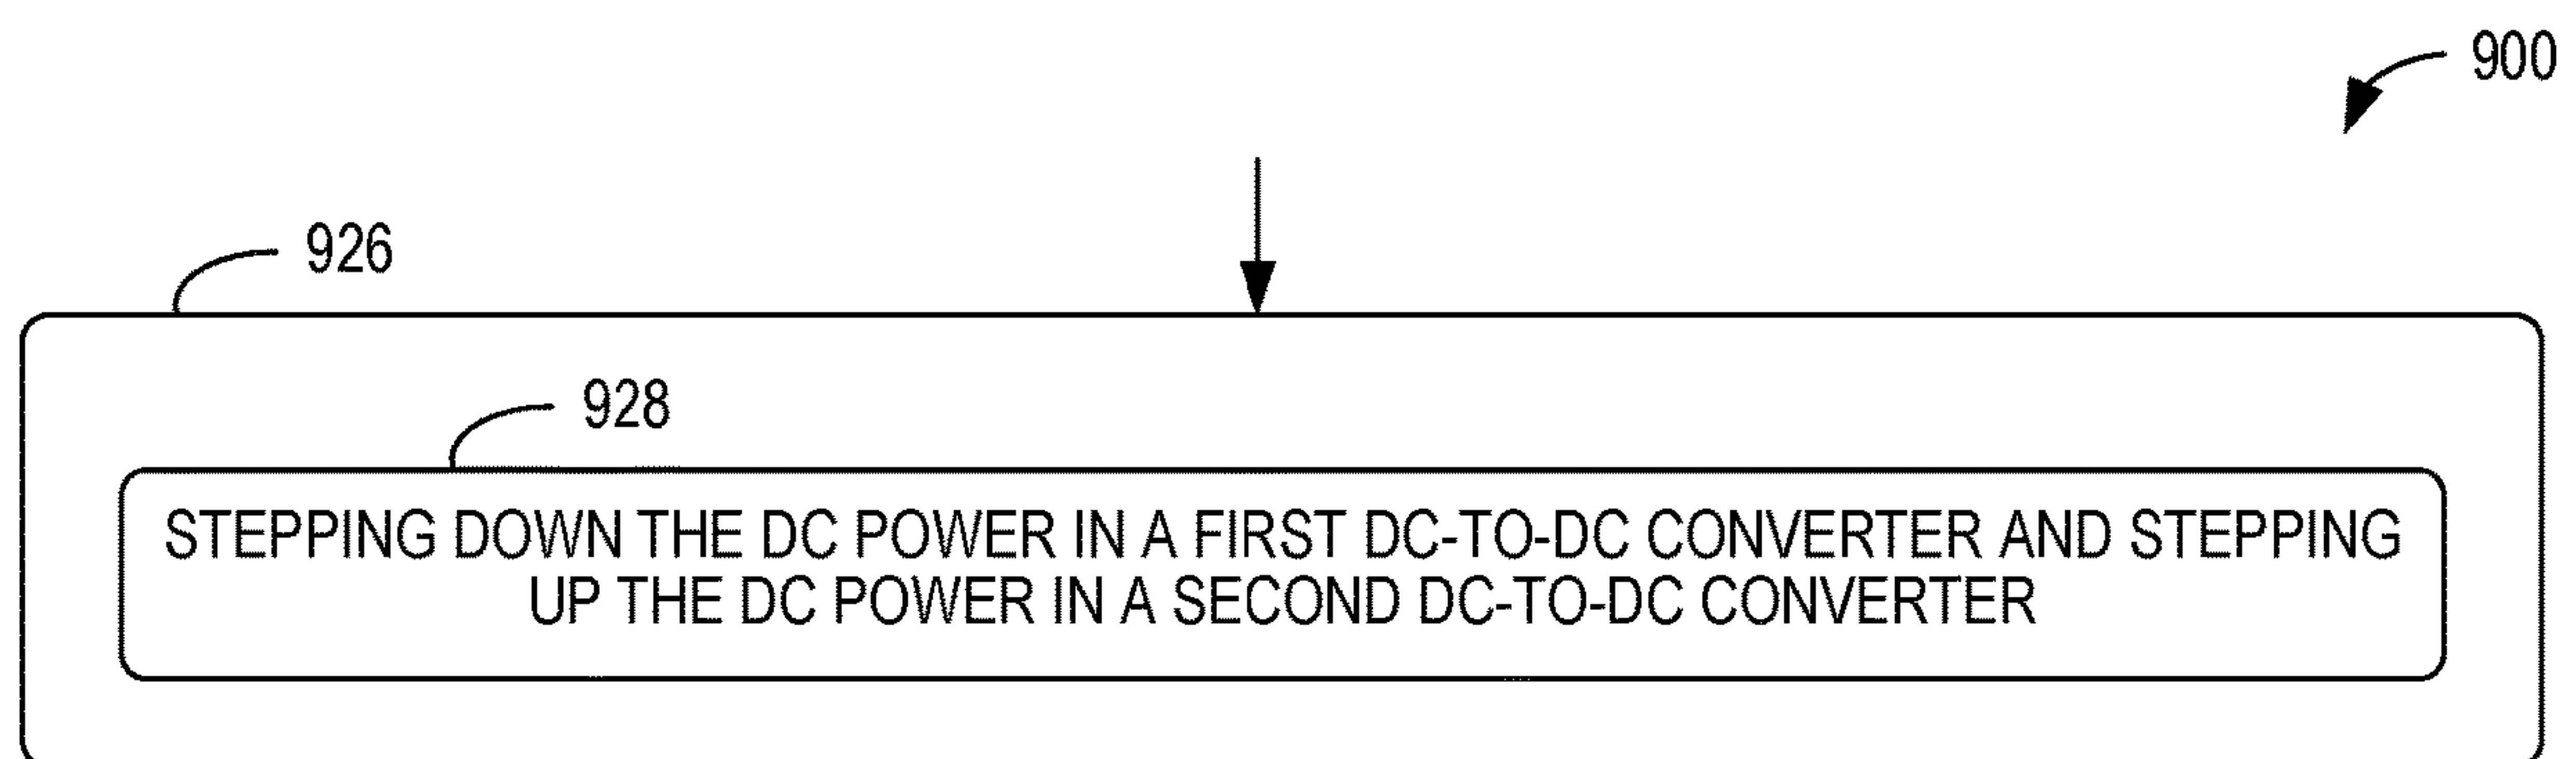 900
926
928
STEPPING DOWN THE DC POWER IN A FIRST DC-TO-DC CONVERTER AND STEPPING
UP THE DC POWER IN A SECOND DC-TO-DC CONVERTER